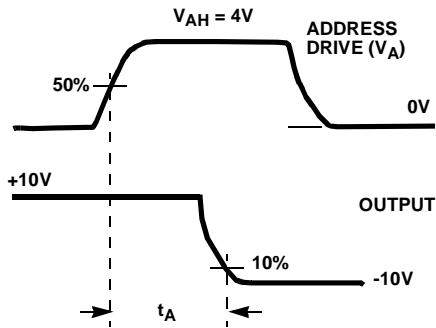 V_AH = 4V
ADDRESS
DRIVE (V_A)
50%
0V
+10V
OUTPUT
10%
-10V
t_A